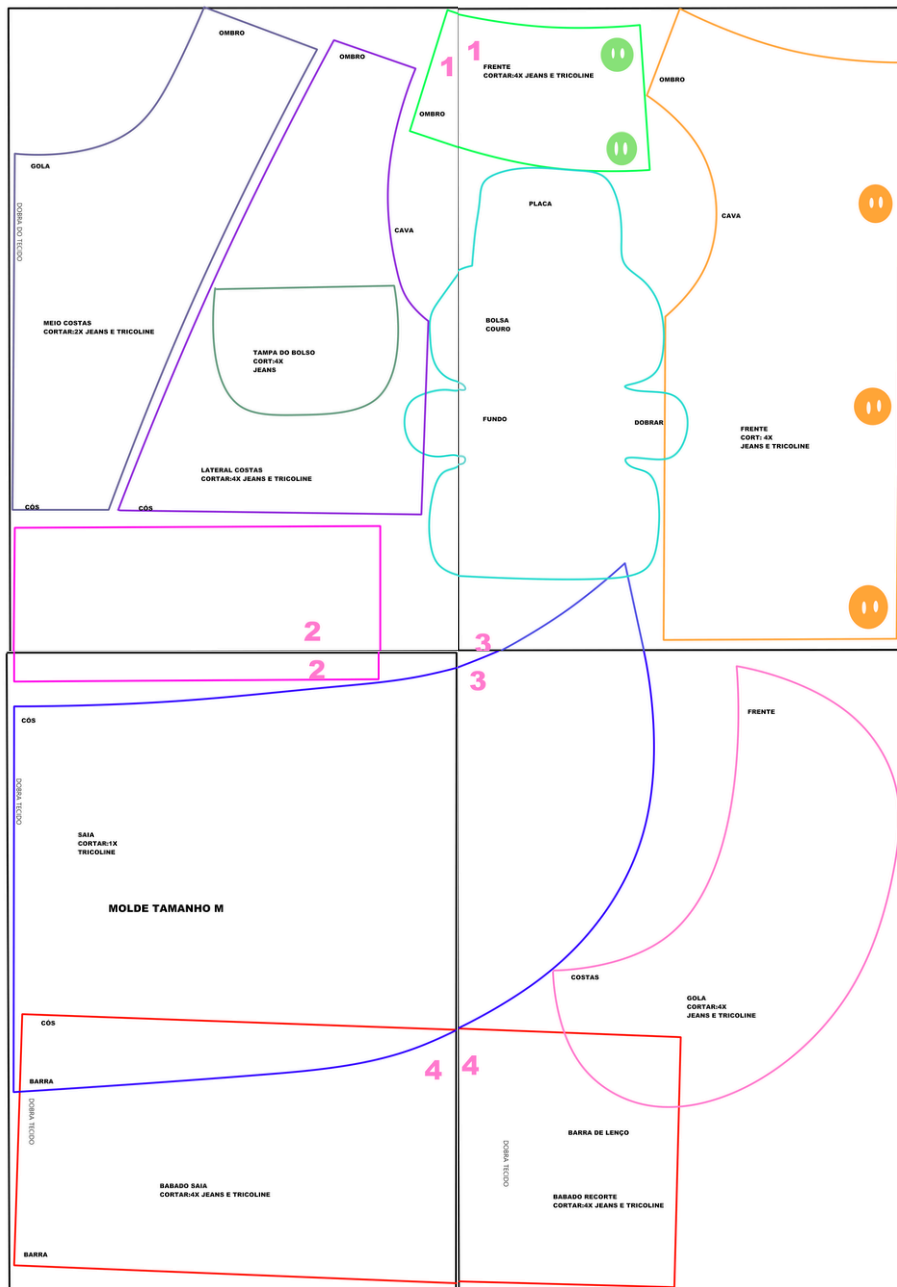 OMBRO
GOLA
DOBRA DO TECIDO
MEIO COSTAS
CORTAR:2X JEANS E TRICOLINE
CÓS
OMBRO
CAVA
TAMPA DO BOLSO
CORT:4X
JEANS
LATERAL COSTAS
CORTAR:4X JEANS E TRICOLINE
CÓS
1
1
FRENTE
CORTAR:4X JEANS E TRICOLINE
OMBRO
PLACA
BOLSA
COURO
FUNDO
DOBRAR
OMBRO
CAVA
FRENTE
CORT: 4X
JEANS E TRICOLINE
2
2
3
3
CÓS
DOBRA TECIDO
SAIA
CORTAR:1X
TRICOLINE
MOLDE TAMANHO M
CÓS
BARRA
DOBRA TECIDO
BABADO SAIA
CORTAR:4X JEANS E TRICOLINE
BARRA
4
4
FRENTE
COSTAS
GOLA
CORTAR:4X
JEANS E TRICOLINE
BARRA DE LENÇO
DOBRA TECIDO
BABADO RECORTE
CORTAR:4X JEANS E TRICOLINE